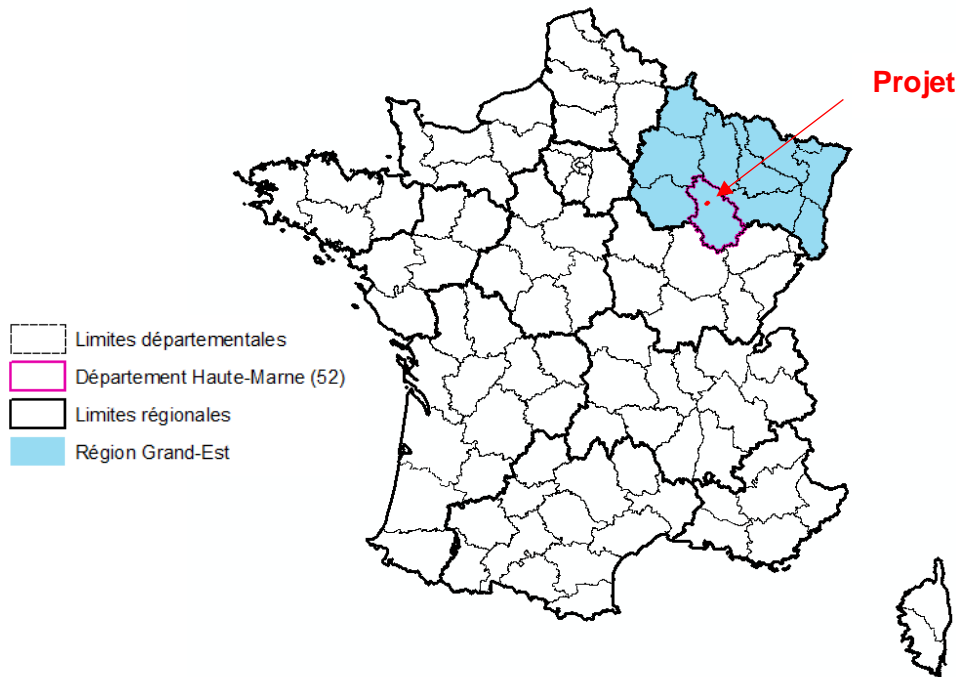 Projet
Limites départementales
Département Haute-Marne (52)
Limites régionales
Région Grand-Est